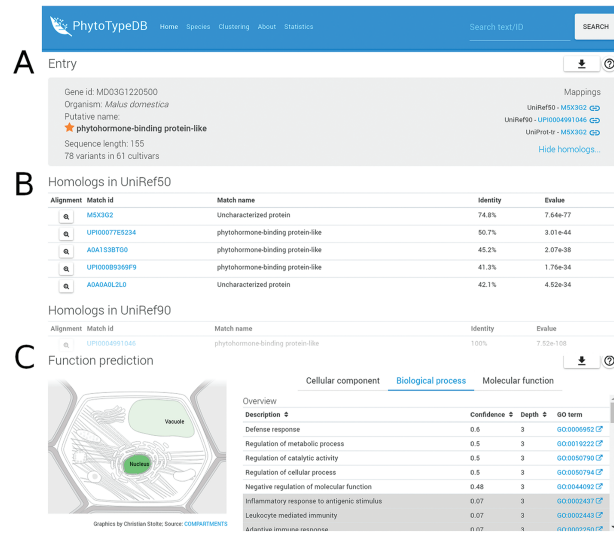 PhytoTypeDB Home Species Clustering About Statistics Search text/ID SEARCH
A Entry
Gene id: MD03G1220500
Organism: Malus domestica
Putative name:
phytohormone-binding protein-like
Sequence length: 155
78 variants in 61 cultivars
Mappings
UniRef50 - M5X3G2
UniRef90 - UPI0004991046
UniProt-tr - M5X3G2
Hide homologs...
B Homologs in UniRef50
Alignment Match id Match name Identity Evalue
M5X3G2 Uncharacterized protein 74.8% 7.64e-77
UPI00077E5234 phytohormone-binding protein-like 50.7% 3.01e-44
A0A1S3BTG0 phytohormone-binding protein-like 45.2% 2.07e-38
UPI000B9369F9 phytohormone-binding protein-like 41.3% 1.76e-34
A0A0A0L2L0 Uncharacterized protein 42.1% 4.52e-34
Homologs in UniRef90
Alignment Match id Match name Identity Evalue
UPI0004991046 phytohormone-binding protein-like 100% 7.52e-108
C Function prediction
Vacuole
Nucleus
Graphics by Christian Stolte; Source: COMPARTMENTS
Cellular component Biological process Molecular function
Overview
Description Confidence Depth GO term
Defense response 0.6 3 GO:0006952
Regulation of metabolic process 0.5 3 GO:0019222
Regulation of catalytic activity 0.5 3 GO:0050790
Regulation of cellular process 0.5 3 GO:0050794
Negative regulation of molecular function 0.48 3 GO:0044092
Inflammatory response to antigenic stimulus 0.07 3 GO:0002437
Leukocyte mediated immunity 0.07 3 GO:0002443
Adaptive immune response 0.07 3 GO:0002250